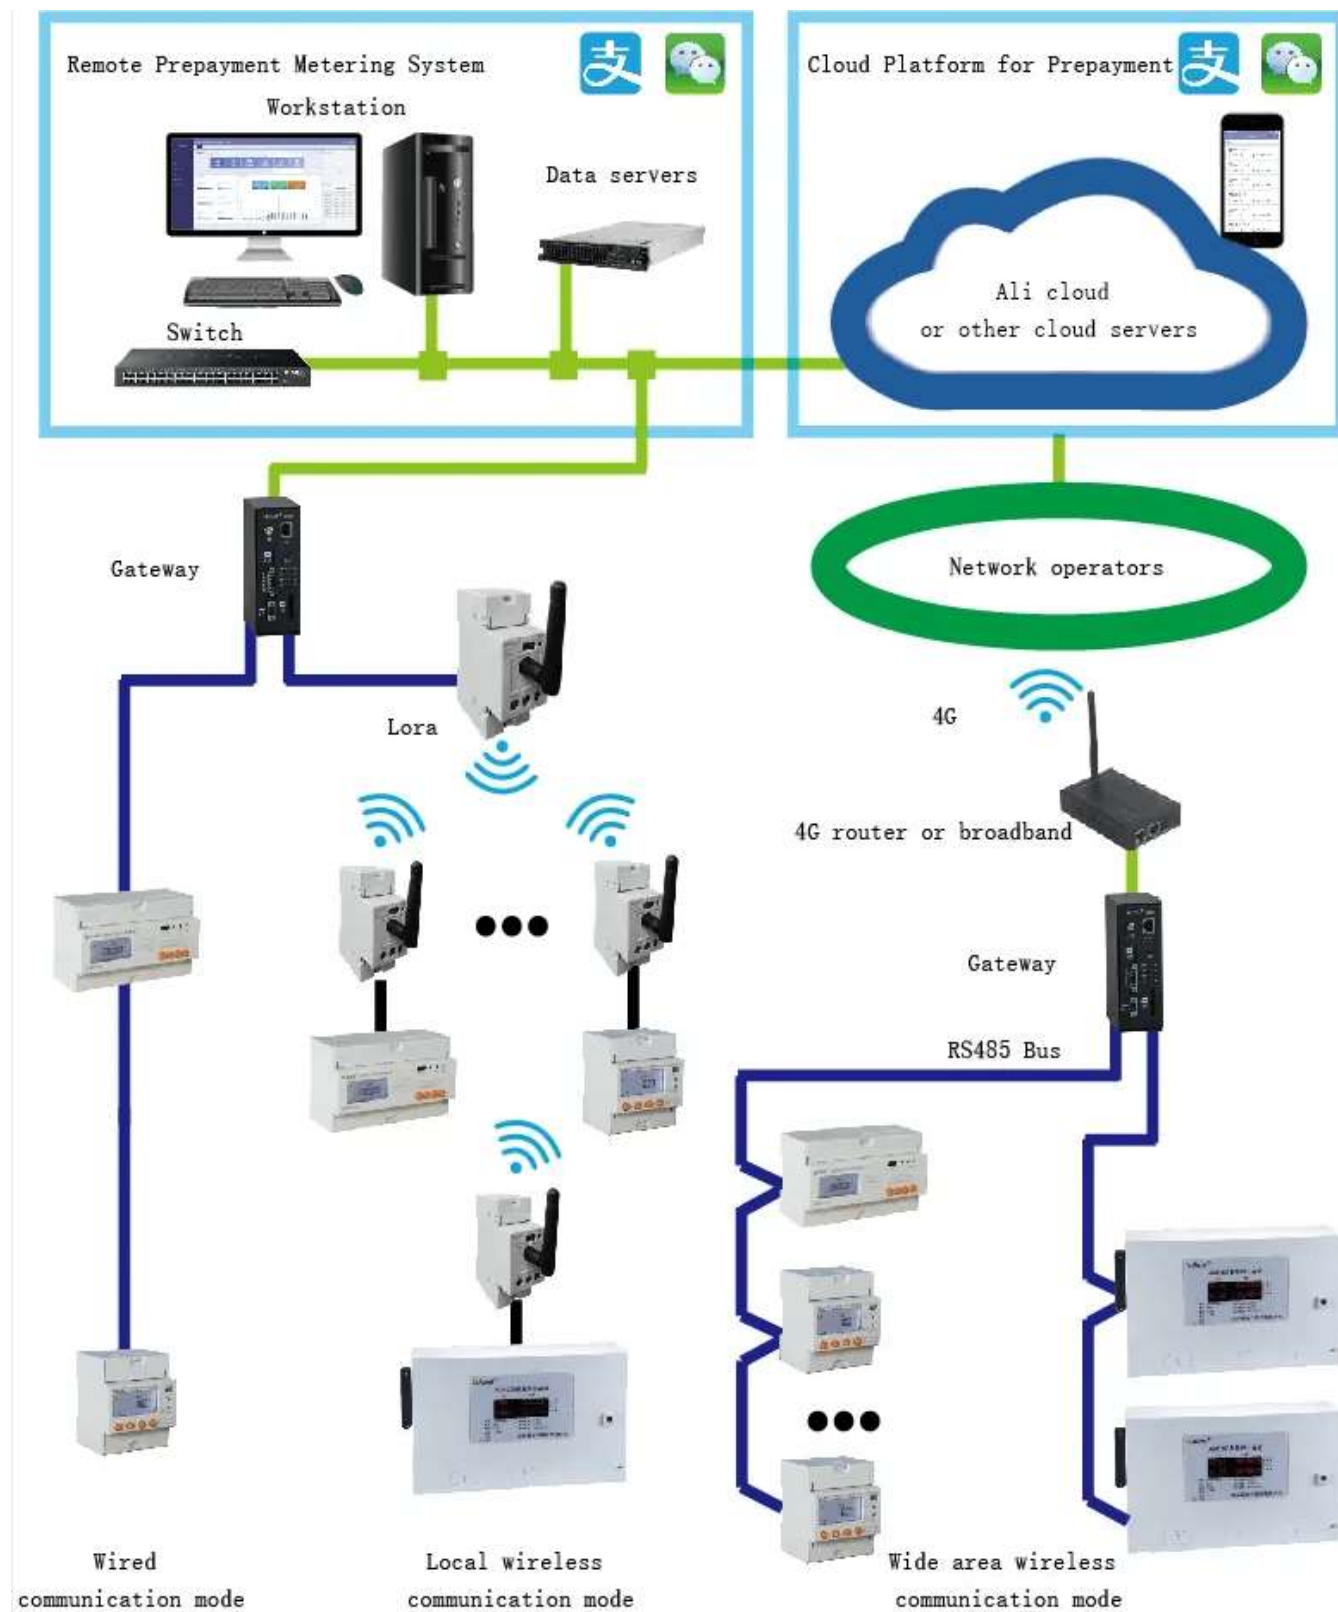 Remote Prepayment Metering System
支
Cloud Platform for Prepayment
支
Workstation
Data servers
Ali cloud
or other cloud servers
Switch
Gateway
Network operators
Lora
4G
4G router or broadband
Gateway
RS485 Bus
Wired
communication mode
Local wireless
communication mode
Wide area wireless
communication mode